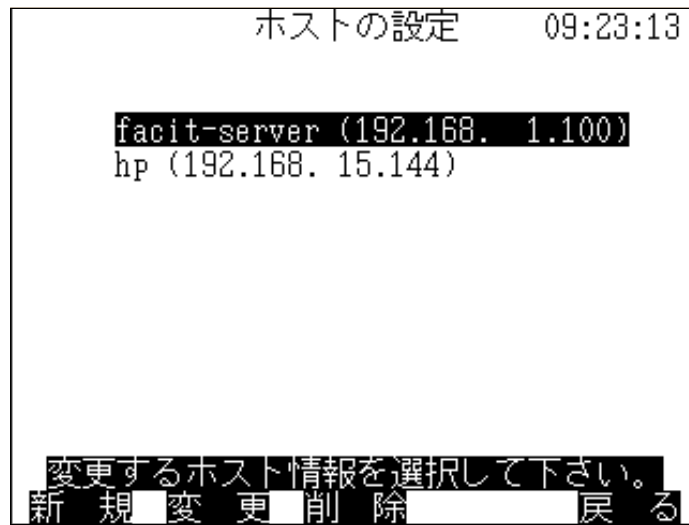 ホストの設定 09:23:13
facit-server (192.168.  1.100)
hp (192.168. 15.144)
変更するホスト情報を選択して下さい。
新 規 変 更 削 除 戻 る